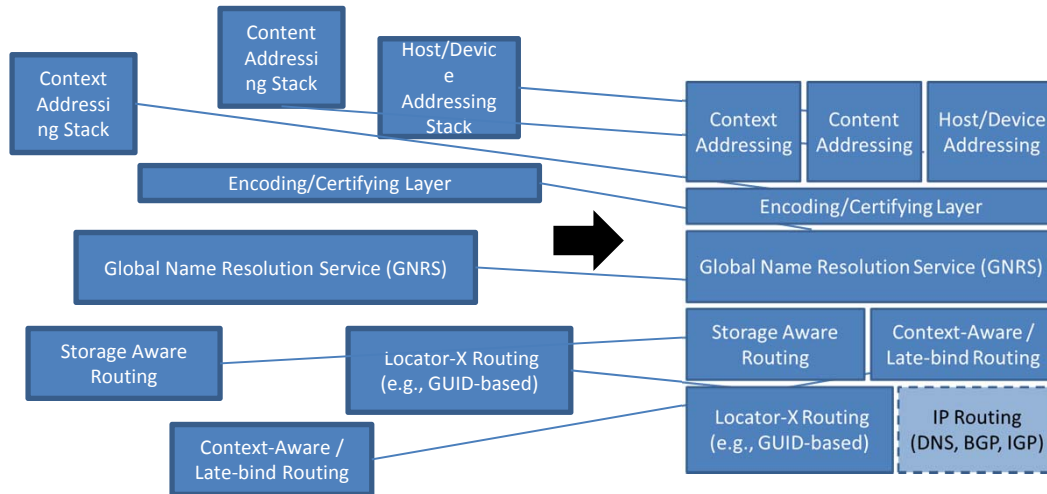 Context
Addressi
ng Stack
Content
Addressi
ng Stack
Host/Devic
e
Addressing
Stack
Encoding/Certifying Layer
Global Name Resolution Service (GNRS)
Storage Aware
Routing
Locator-X Routing
(e.g., GUID-based)
Context-Aware /
Late-bind Routing
Context
Addressing
Content
Addressing
Host/Device
Addressing
Encoding/Certifying Layer
Global Name Resolution Service (GNRS)
Storage Aware
Routing
Context-Aware /
Late-bind Routing
Locator-X Routing
(e.g., GUID-based)
IP Routing
(DNS, BGP, IGP)